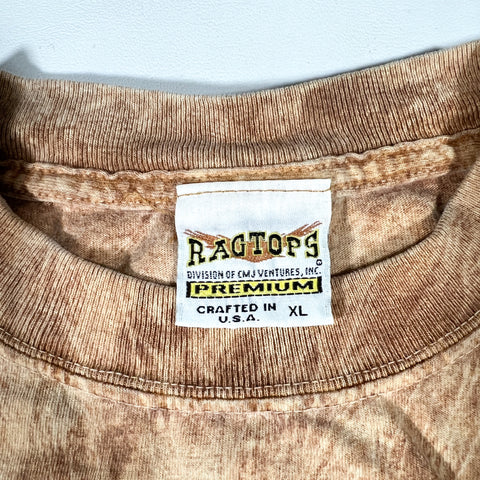 RAGTOPS
DIVISION OF CMJ VENTURES, INC.
PREMIUM
CRAFTED IN
U.S.A. XL